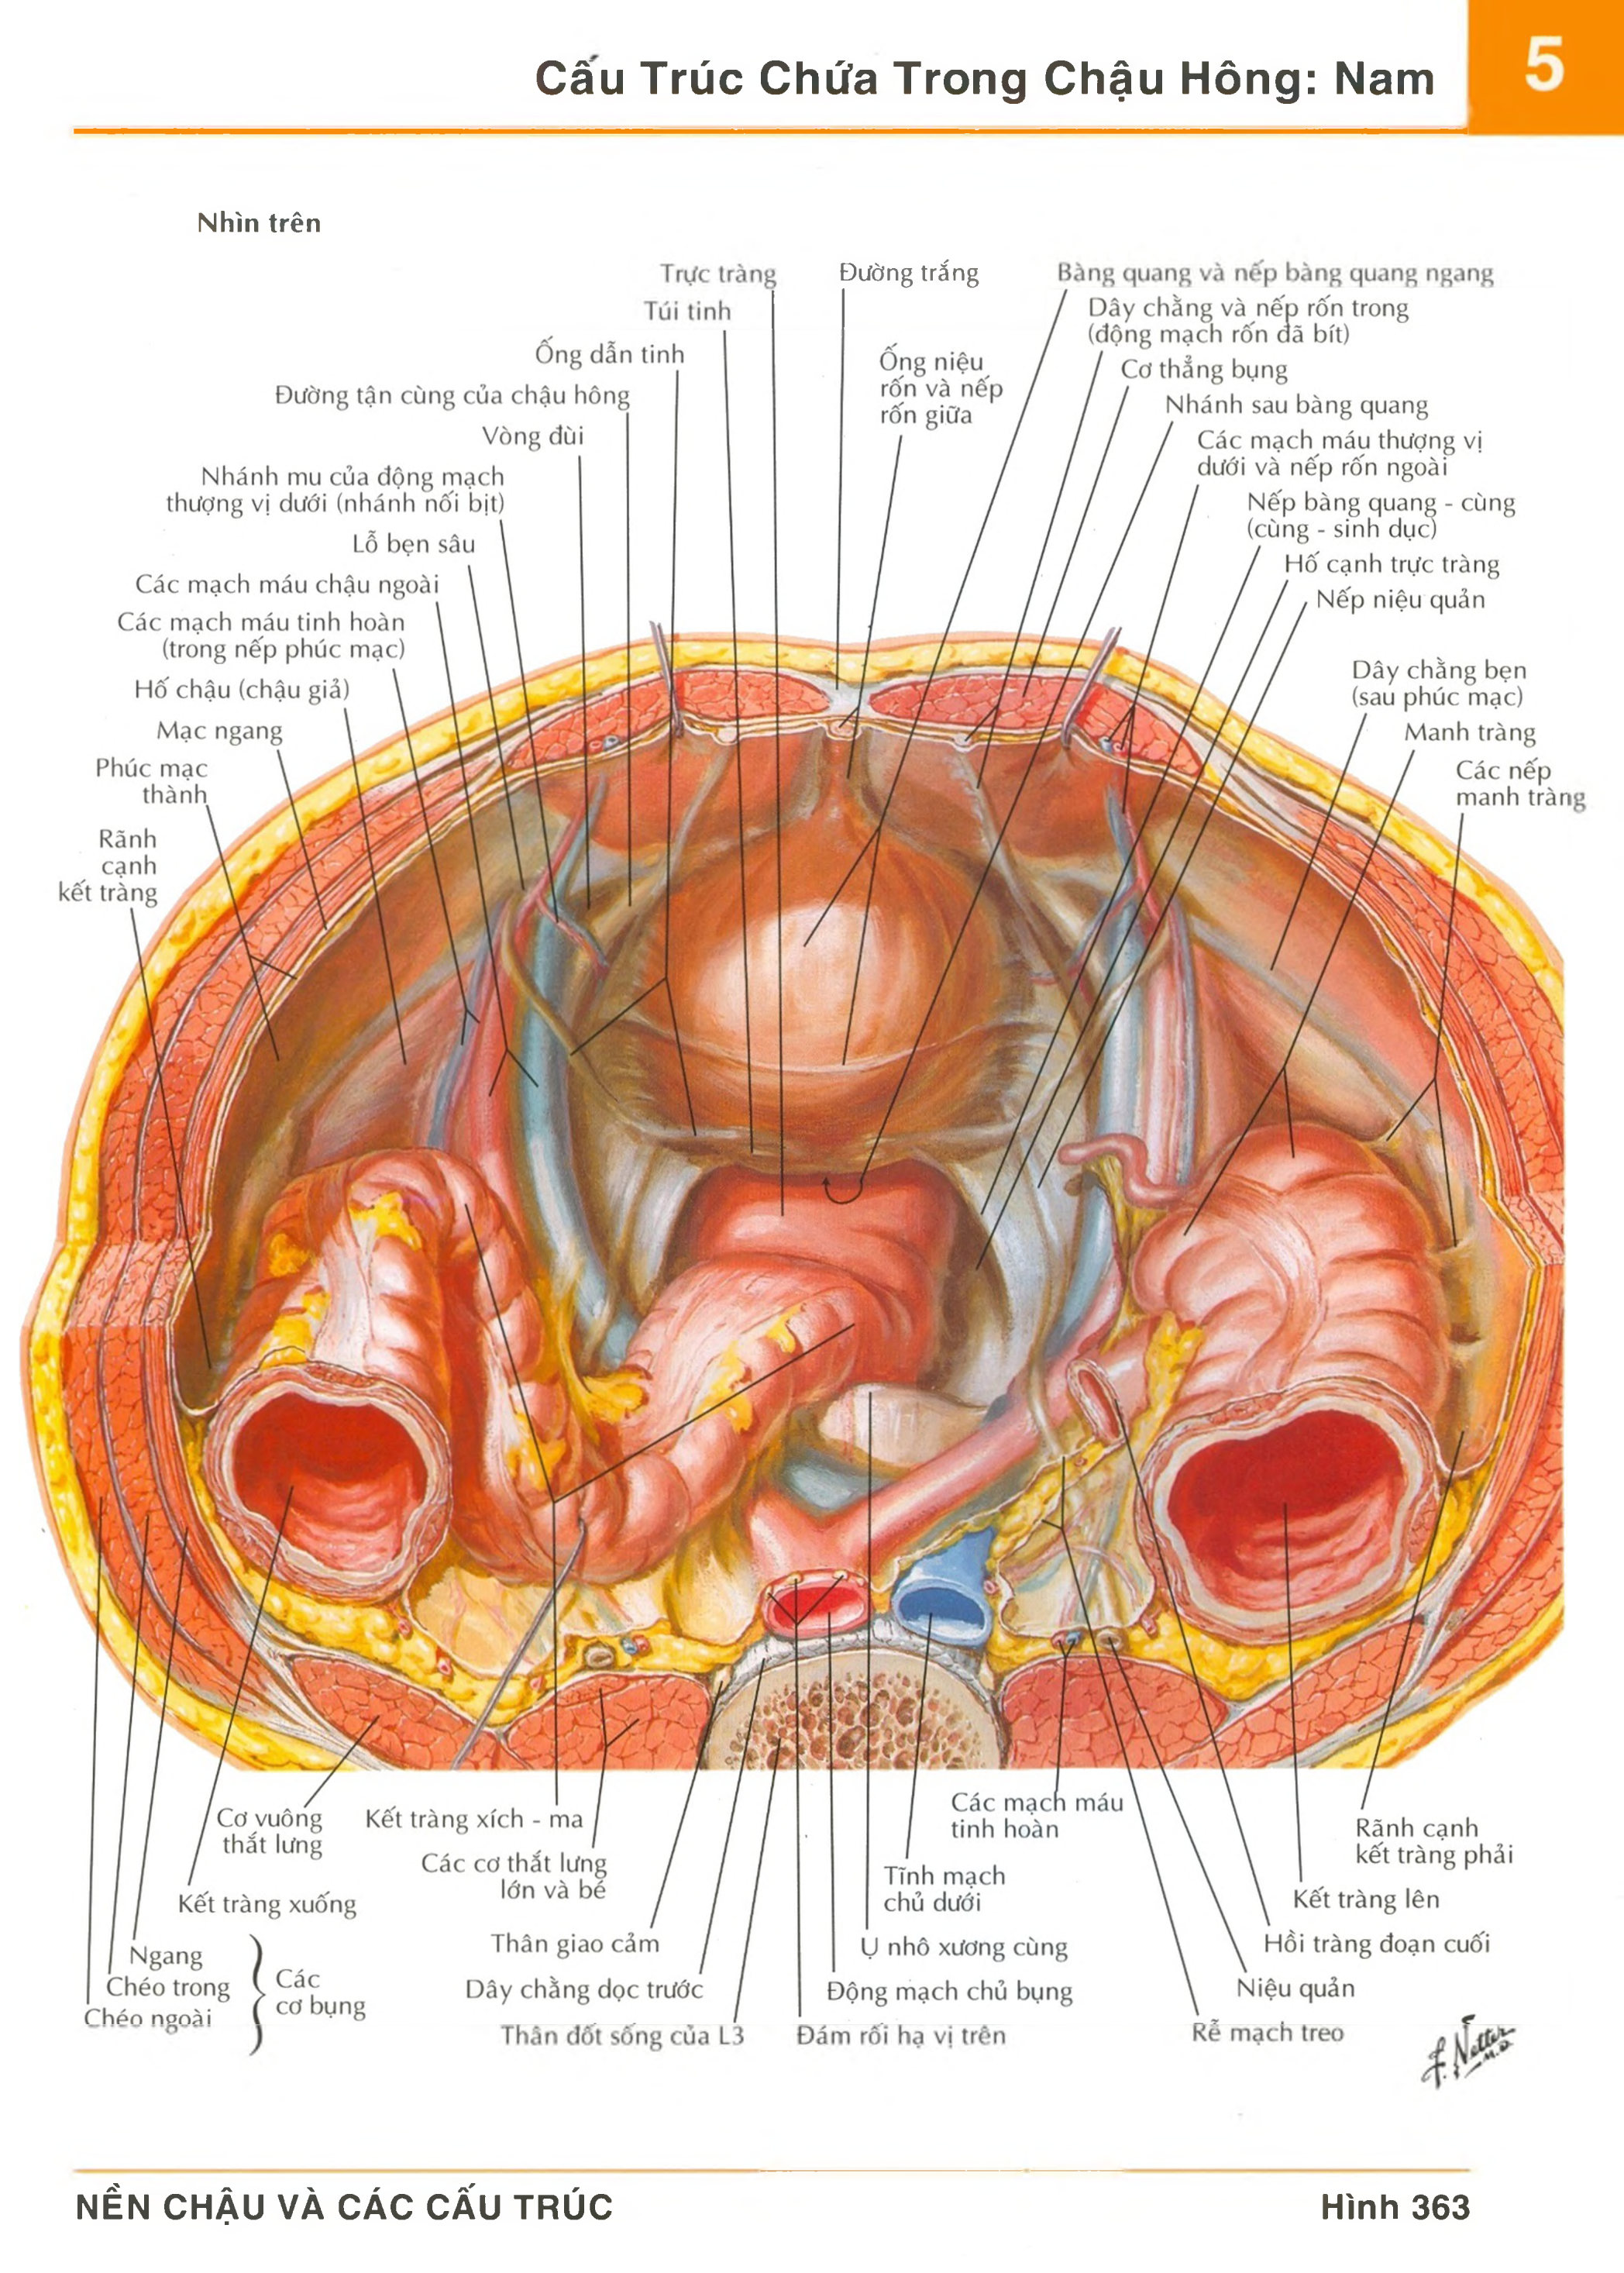 5
Cấu Trúc Chứa Trong Chậu Hông: Nam
Nhìn trên
Trực tràng
Túi tinh
Ống dẫn tinh
Đường tận cùng của chậu hông
Vòng đùi
Nhánh mu của động mạch
thượng vị dưới (nhánh nối bịt)
Lỗ bẹn sâu
Các mạch máu chậu ngoài
Các mạch máu tinh hoàn
(trong nếp phúc mạc)
Hố chậu (chậu giả)
Mạc ngang
Phúc mạc
thành
Rãnh
cạnh
kết tràng
Đường trắng
Ống niệu
rốn và nếp
rốn giữa
Bàng quang và nếp bàng quang ngang
Dây chằng và nếp rốn trong
(động mạch rốn đã bít)
Cơ thẳng bụng
Nhánh sau bàng quang
Các mạch máu thượng vị
dưới và nếp rốn ngoài
Nếp bàng quang - cùng
(cùng - sinh dục)
Hố cạnh trực tràng
Nếp niệu quản
Dây chằng bẹn
(sau phúc mạc)
Manh tràng
Các nếp
manh tràng
Cơ vuông
thắt lưng
Kết tràng xuống
Ngang
Chéo trong
Chéo ngoài
Các
cơ bụng
Kết tràng xích - ma
Các cơ thắt lưng
lớn và bé
Thân giao cảm
Dây chằng dọc trước
Thân đốt sống của L3
Các mạch máu
tinh hoàn
Tĩnh mạch
chủ dưới
Ụ nhô xương cùng
Động mạch chủ bụng
Đám rối hạ vị trên
Rãnh cạnh
kết tràng phải
Kết tràng lên
Hồi tràng đoạn cuối
Niệu quản
Rễ mạch treo
F. Netter
M.D.
NỀN CHẬU VÀ CÁC CẤU TRÚC
Hình 363